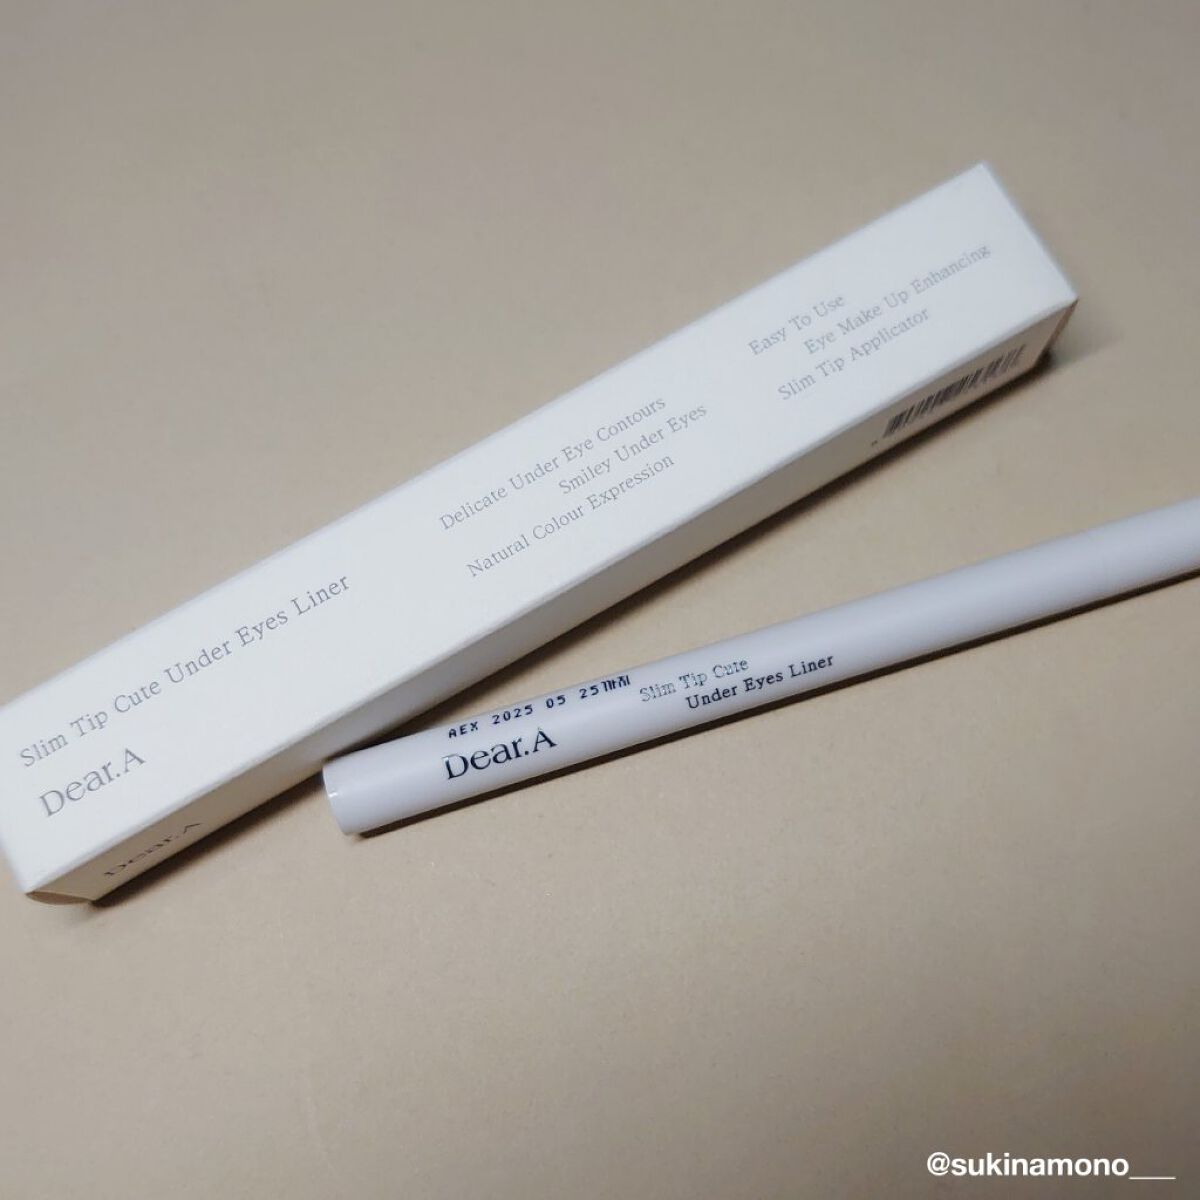 Easy To Use
Eye Make Up Enhancing
Slim Tip Applicator
Delicate Under Eye Contours
Smiley Under Eyes
Natural Colour Expression
Slim Tip Cute Under Eyes Liner
Dear.A
Dear.A
AEX 2025 05 25까지
Dear.A
Slim Tip Cute
Under Eyes Liner
@sukinamono___